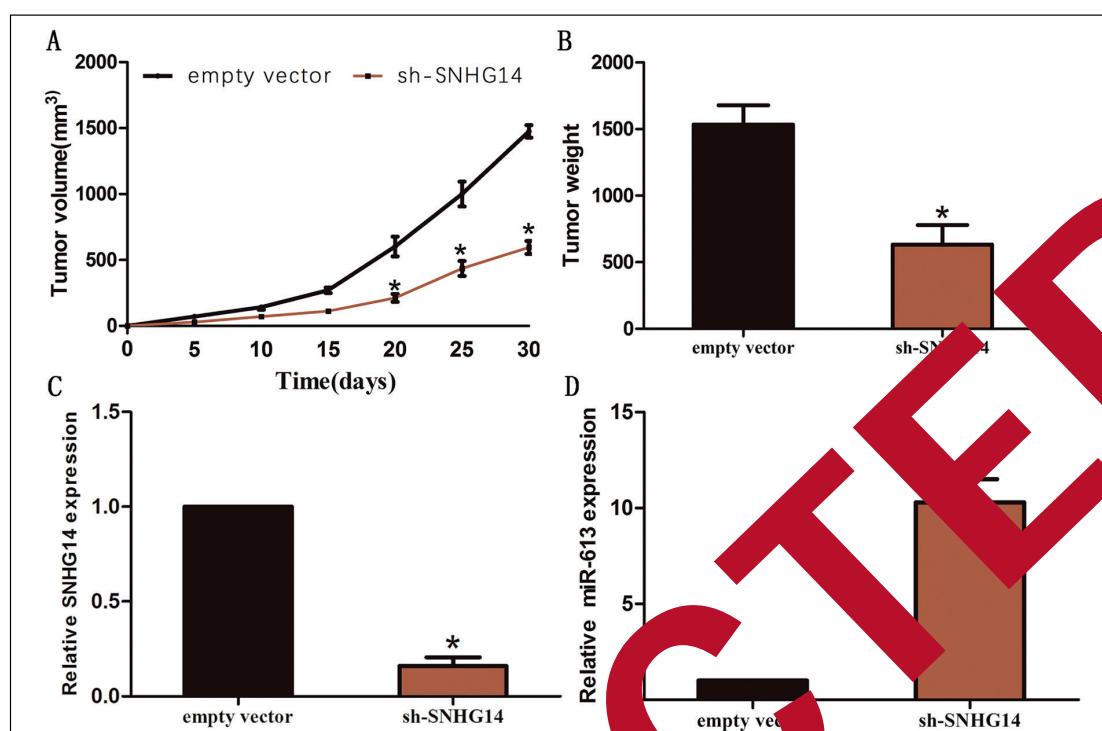 A
2000
1500
1000
500
0
Tumor volume(mm³)
empty vector sh-SNHG14
*
*
*
0 5 10 15 20 25 30
Time(days)
B
2000
1500
1000
500
0
Tumor weight
*
empty vector
C
1.5
1.0
0.5
0.0
Relative SNHG14 expression
*
empty vector sh-SNHG14
D
15
10
5
Relative miR-613 expression
empty sh-SNHG14
CTED